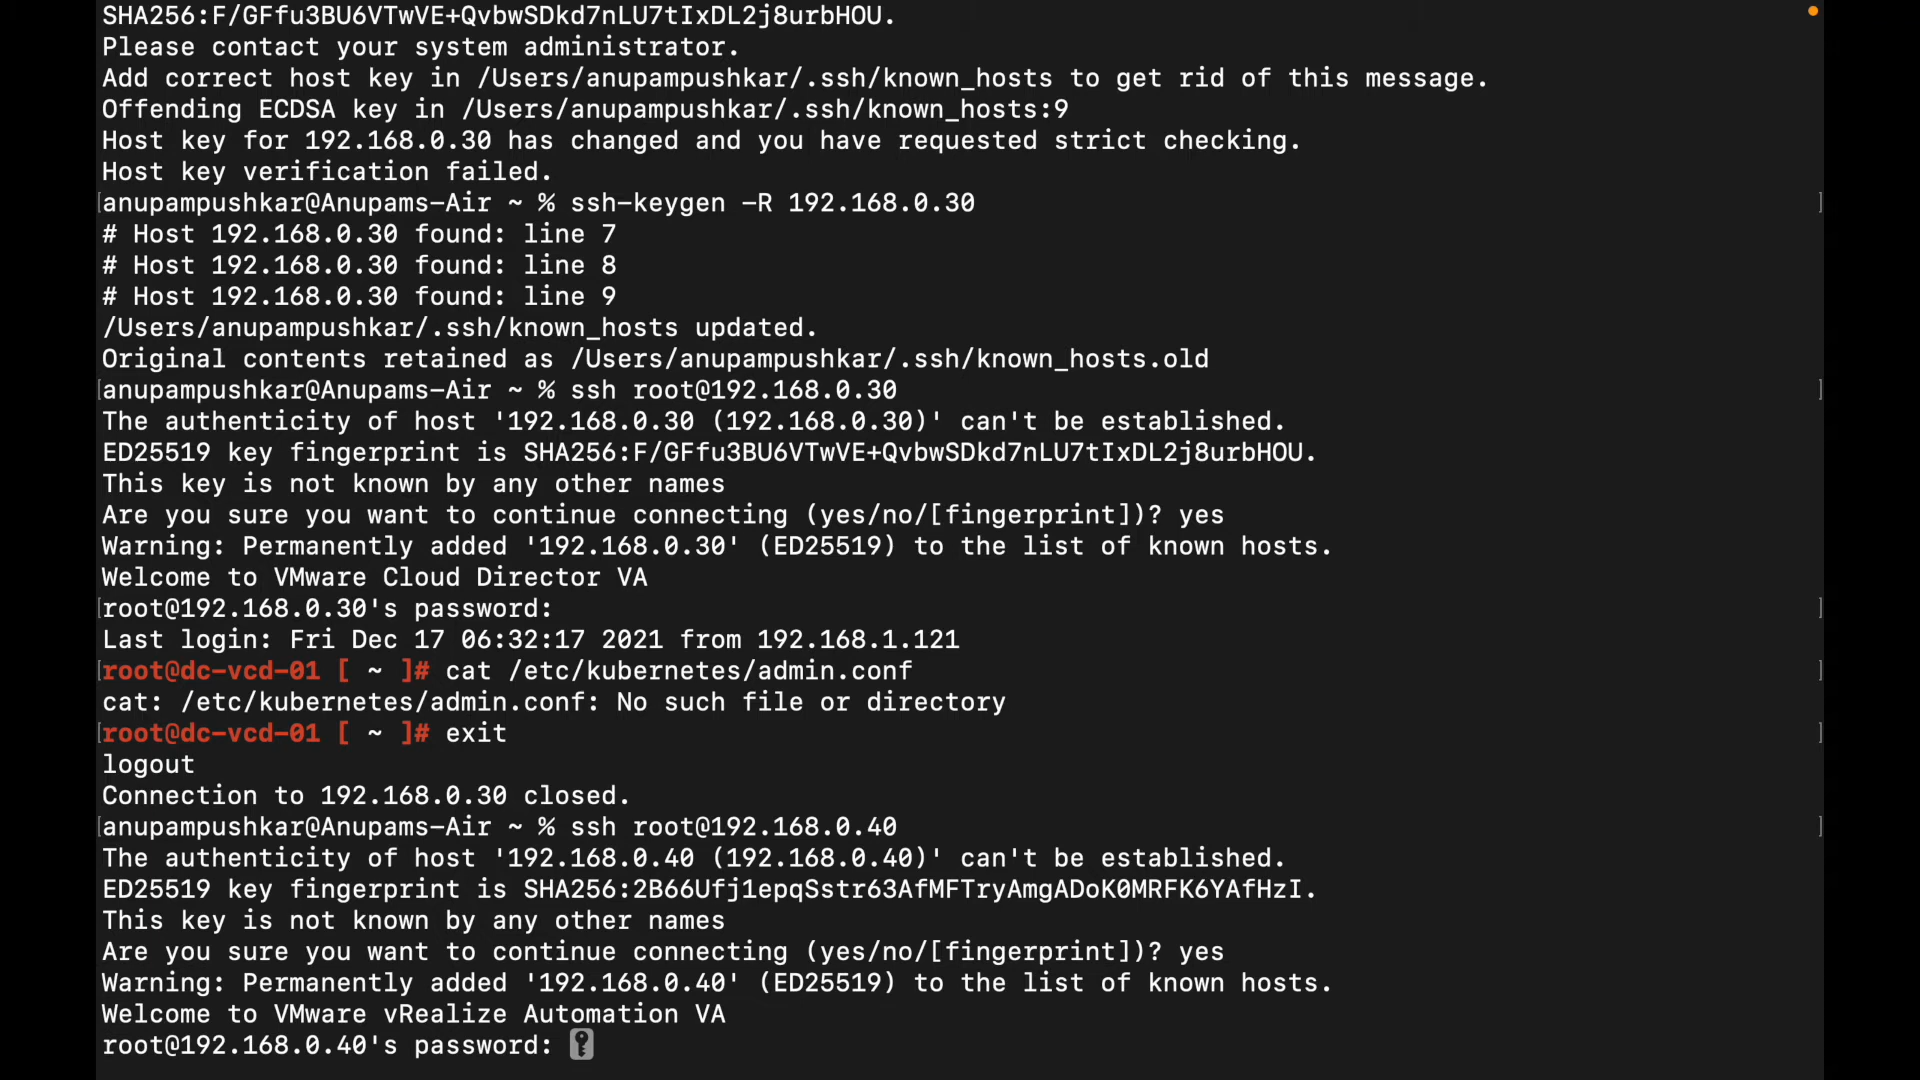 SHA256:F/GFfu3BU6VTwVE+QvbwSDkd7nLU7tIxDL2j8urbHOU.
Please contact your system administrator.
Add correct host key in /Users/anupampushkar/.ssh/known_hosts to get rid of this message.
Offending ECDSA key in /Users/anupampushkar/.ssh/known_hosts:9
Host key for 192.168.0.30 has changed and you have requested strict checking.
Host key verification failed.
[anupampushkar@Anupams-Air ~ % ssh-keygen -R 192.168.0.30 ]
# Host 192.168.0.30 found: line 7
# Host 192.168.0.30 found: line 8
# Host 192.168.0.30 found: line 9
/Users/anupampushkar/.ssh/known_hosts updated.
Original contents retained as /Users/anupampushkar/.ssh/known_hosts.old
[anupampushkar@Anupams-Air ~ % ssh root@192.168.0.30 ]
The authenticity of host '192.168.0.30 (192.168.0.30)' can't be established.
ED25519 key fingerprint is SHA256:F/GFfu3BU6VTwVE+QvbwSDkd7nLU7tIxDL2j8urbHOU.
This key is not known by any other names
Are you sure you want to continue connecting (yes/no/[fingerprint])? yes
Warning: Permanently added '192.168.0.30' (ED25519) to the list of known hosts.
Welcome to VMware Cloud Director VA
[root@192.168.0.30's password: ]
Last login: Fri Dec 17 06:32:17 2021 from 192.168.1.121
[root@dc-vcd-01 [ ~ ]# cat /etc/kubernetes/admin.conf ]
cat: /etc/kubernetes/admin.conf: No such file or directory
[root@dc-vcd-01 [ ~ ]# exit ]
logout
Connection to 192.168.0.30 closed.
[anupampushkar@Anupams-Air ~ % ssh root@192.168.0.40 ]
The authenticity of host '192.168.0.40 (192.168.0.40)' can't be established.
ED25519 key fingerprint is SHA256:2B66Ufj1epqSstr63AfMFTryAmgADoK0MRFK6YAfHzI.
This key is not known by any other names
Are you sure you want to continue connecting (yes/no/[fingerprint])? yes
Warning: Permanently added '192.168.0.40' (ED25519) to the list of known hosts.
Welcome to VMware vRealize Automation VA
root@192.168.0.40's password: